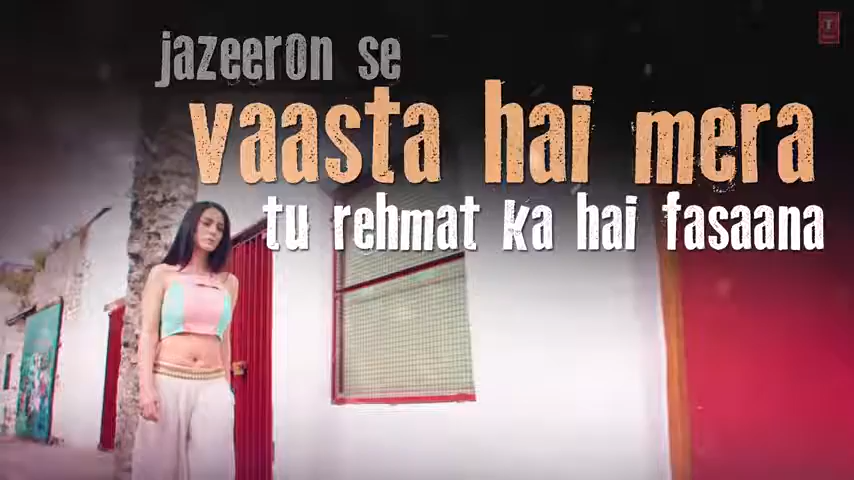 jazeeron se
vaasta hai mera
tu rehmat ka hai fasaana